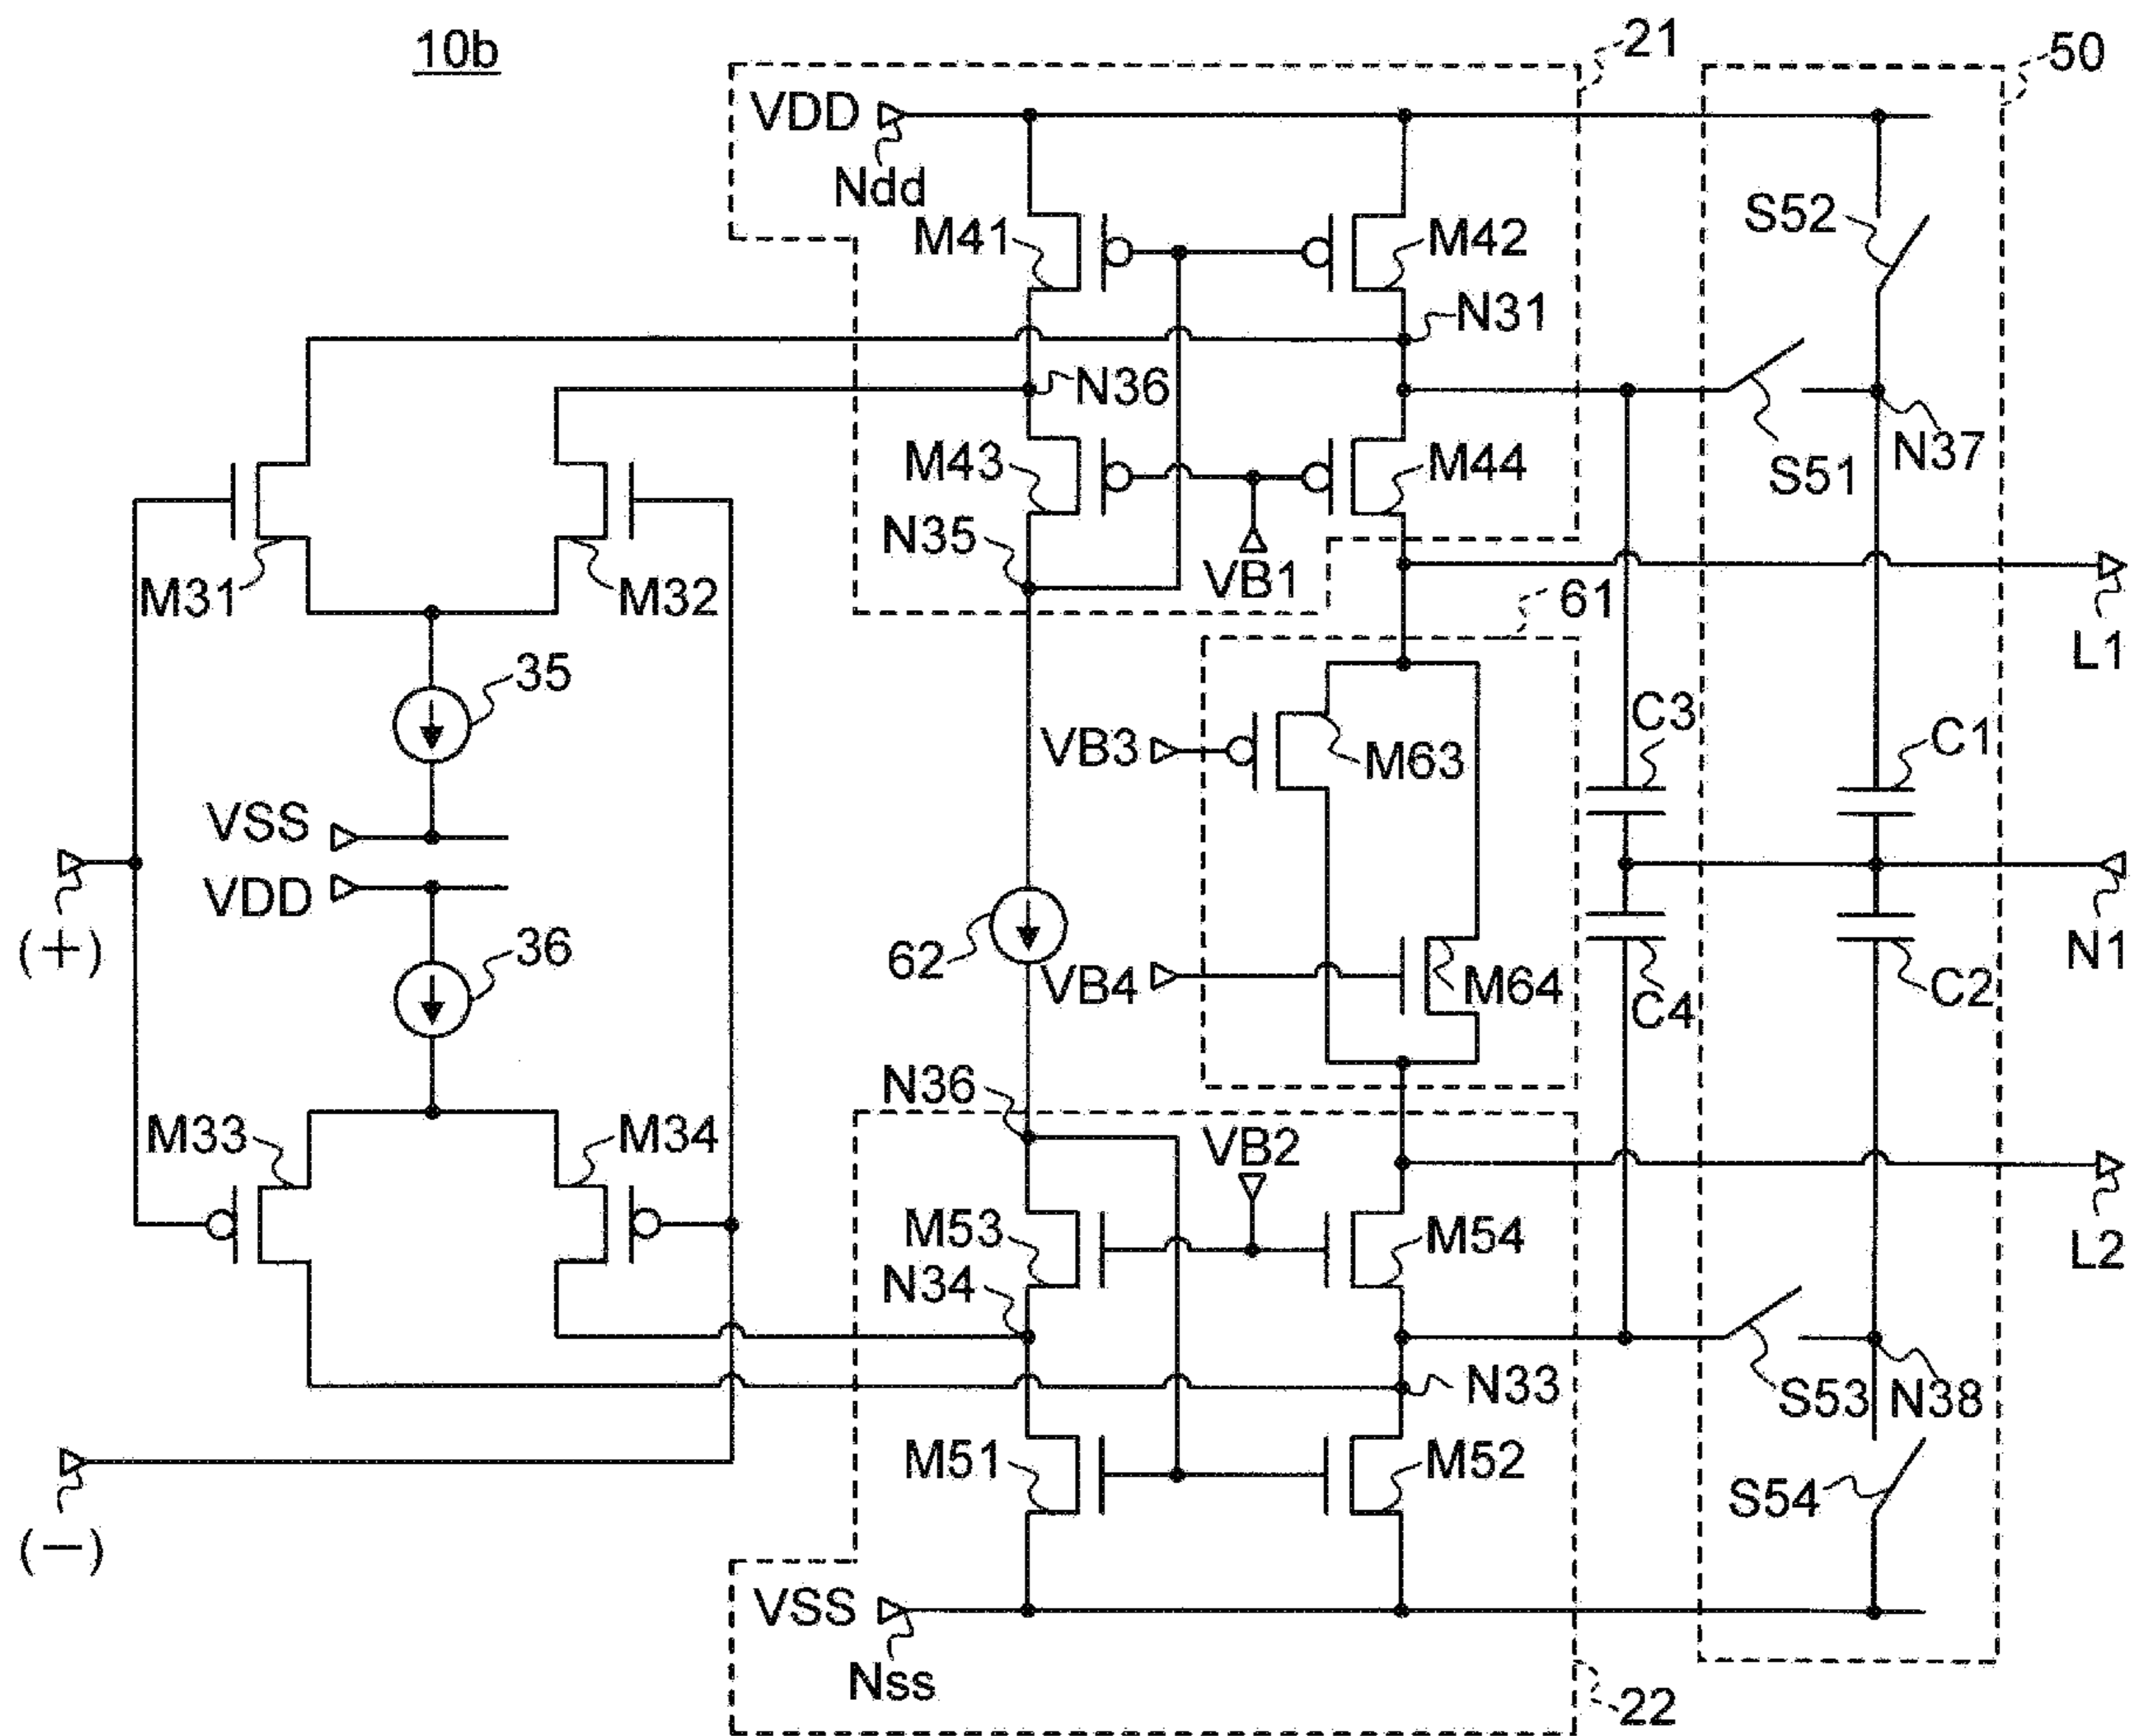 10b
21
50
VDD
Ndd
S52
M41
M42
N31
N36
N37
M43
M44
S51
N35
VB1
M31
M32
61
L1
35
C3
C1
VB3
M63
VSS
VDD
(+)
36
62
VB4
M64
C4
C2
N1
N36
M33
M34
VB2
M53
M54
L2
N34
N33
S53
N38
M51
M52
S54
(−)
VSS
Nss
22